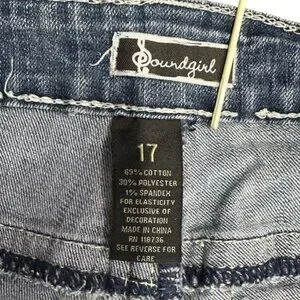 Soundgirl
17
69% COTTON
30% POLYESTER
1% SPANDEX
FOR ELASTICITY
EXCLUSIVE OF
DECORATION
MADE IN CHINA
RN 118736
SEE REVERSE FOR
CARE